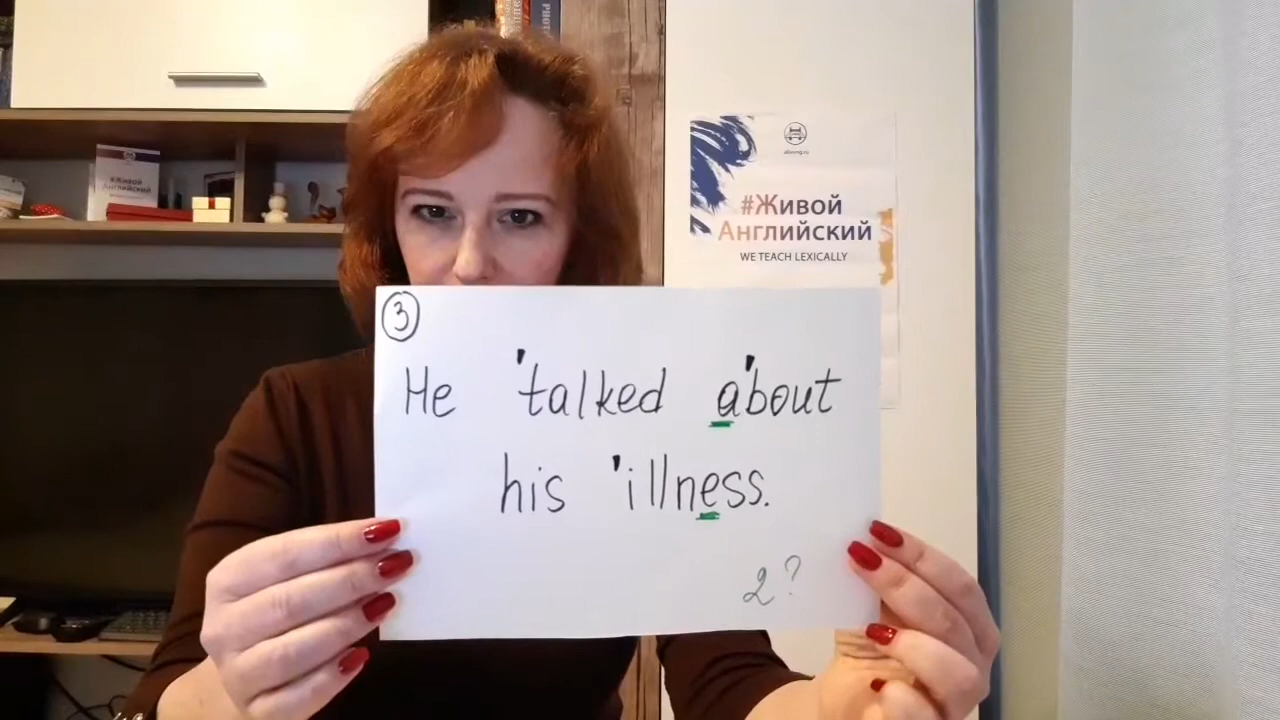 #Живой
Английский
#Живой
Английский
WE TEACH LEXICALLY
3
He 'talked a'bout
his 'illness.
2?